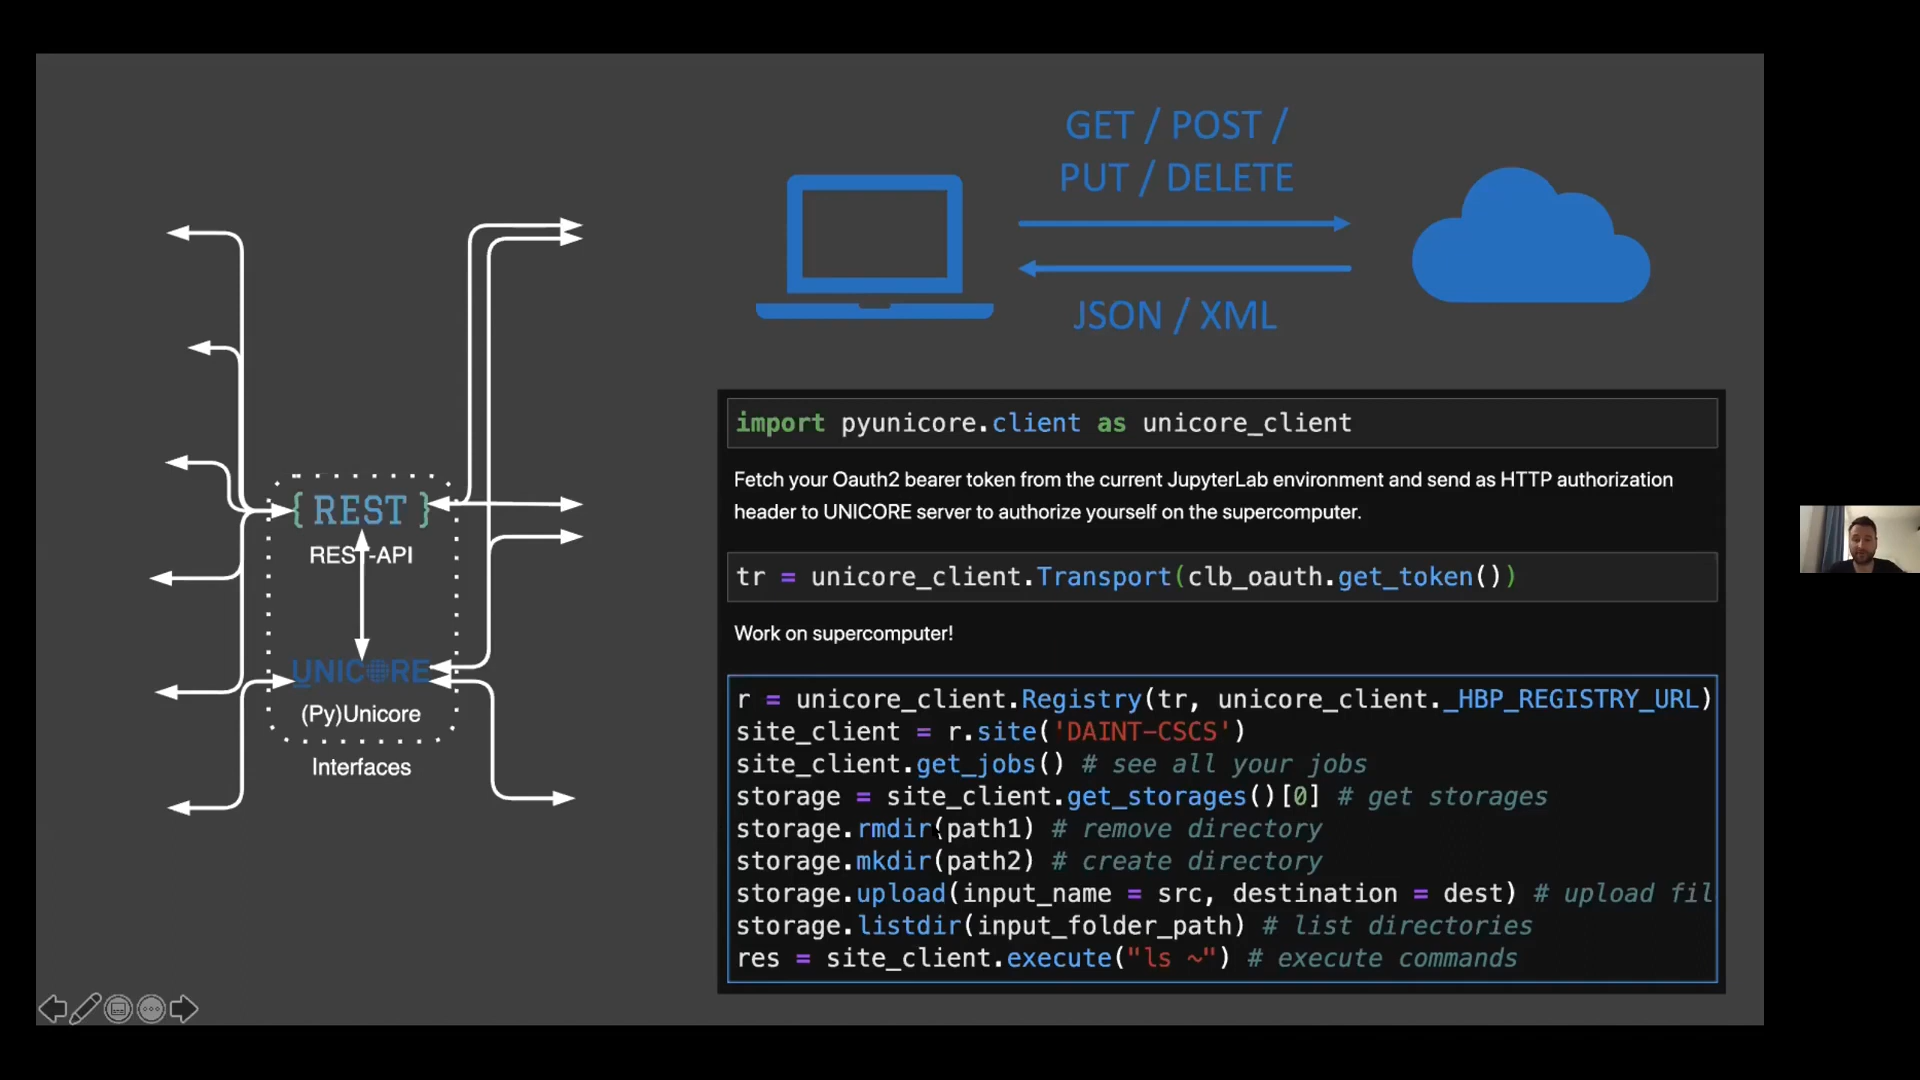 GET / POST /
PUT / DELETE
JSON / XML
{ REST }
REST-API
UNICORE
(Py)Unicore
Interfaces
import pyunicore.client as unicore_client
Fetch your Oauth2 bearer token from the current JupyterLab environment and send as HTTP authorization
header to UNICORE server to authorize yourself on the supercomputer.
tr = unicore_client.Transport(clb_oauth.get_token())
Work on supercomputer!
r = unicore_client.Registry(tr, unicore_client._HBP_REGISTRY_URL)
site_client = r.site('DAINT-CSCS')
site_client.get_jobs() # see all your jobs
storage = site_client.get_storages()[0] # get storages
storage.rmdir(path1) # remove directory
storage.mkdir(path2) # create directory
storage.upload(input_name = src, destination = dest) # upload fil
storage.listdir(input_folder_path) # list directories
res = site_client.execute("ls ~") # execute commands